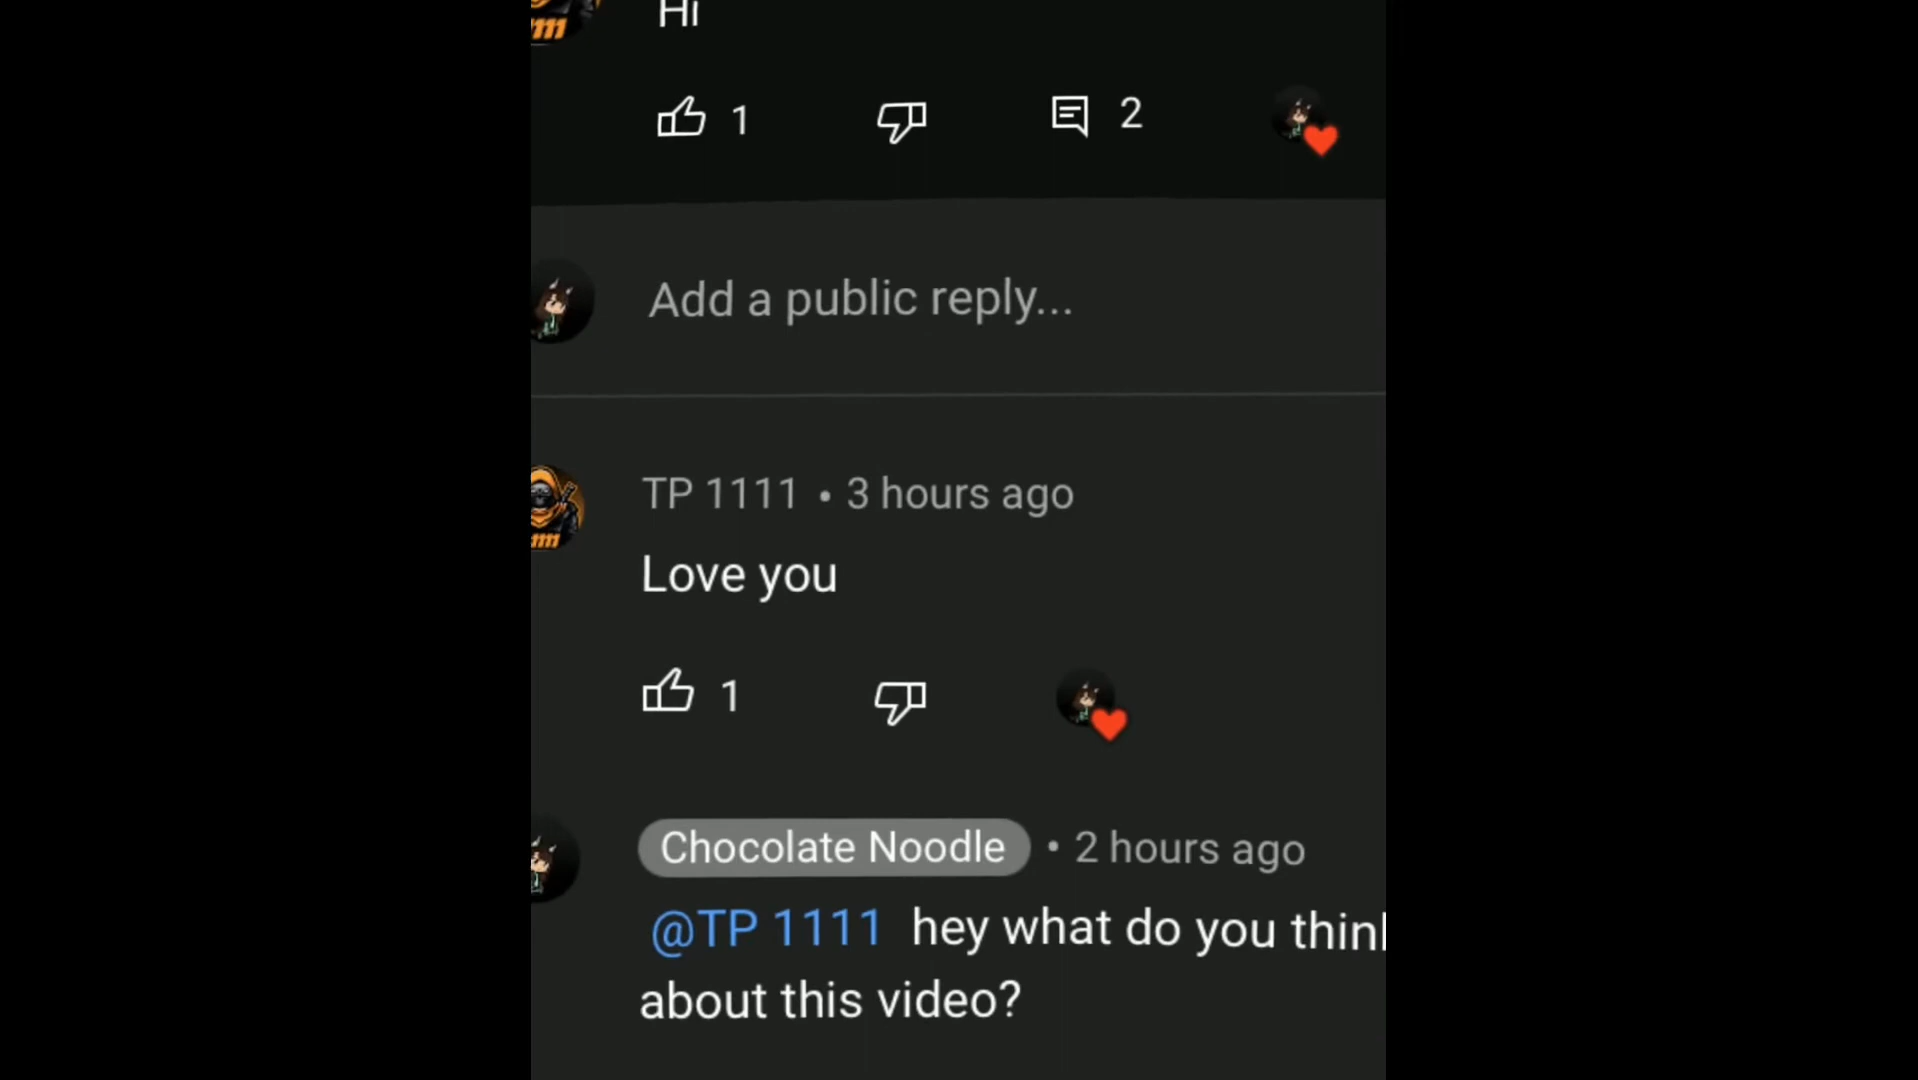 Hi
1
2
Add a public reply...
TP 1111 • 3 hours ago
Love you
1
Chocolate Noodle • 2 hours ago
@TP 1111 hey what do you think
about this video?